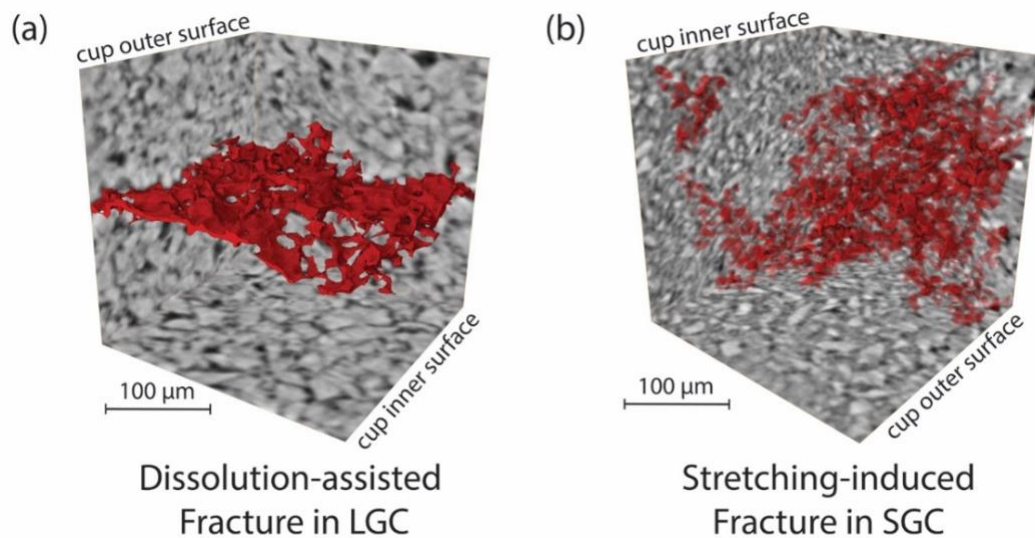 (a)
cup outer surface
100 μm
cup inner surface
Dissolution-assisted
Fracture in LGC
(b)
cup inner surface
100 μm
cup outer surface
Stretching-induced
Fracture in SGC